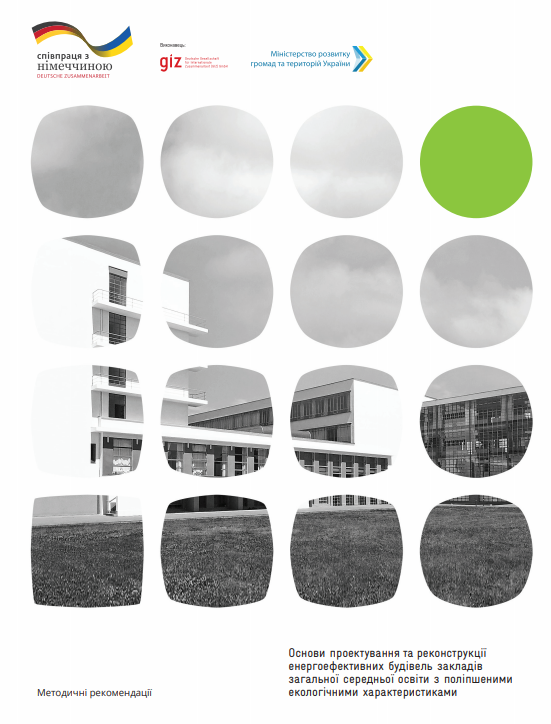 співпраця з
німеччиною
DEUTSCHE ZUSAMMENARBEIT
Виконавець:
giz
Deutsche Gesellschaft
für Internationale
Zusammenarbeit (GIZ) GmbH
Міністерство розвитку
громад та територій України
Основи проектування та реконструкції
енергоефективних будівель закладів
загальної середньої освіти з поліпшеними
екологічними характеристиками
Методичні рекомендації